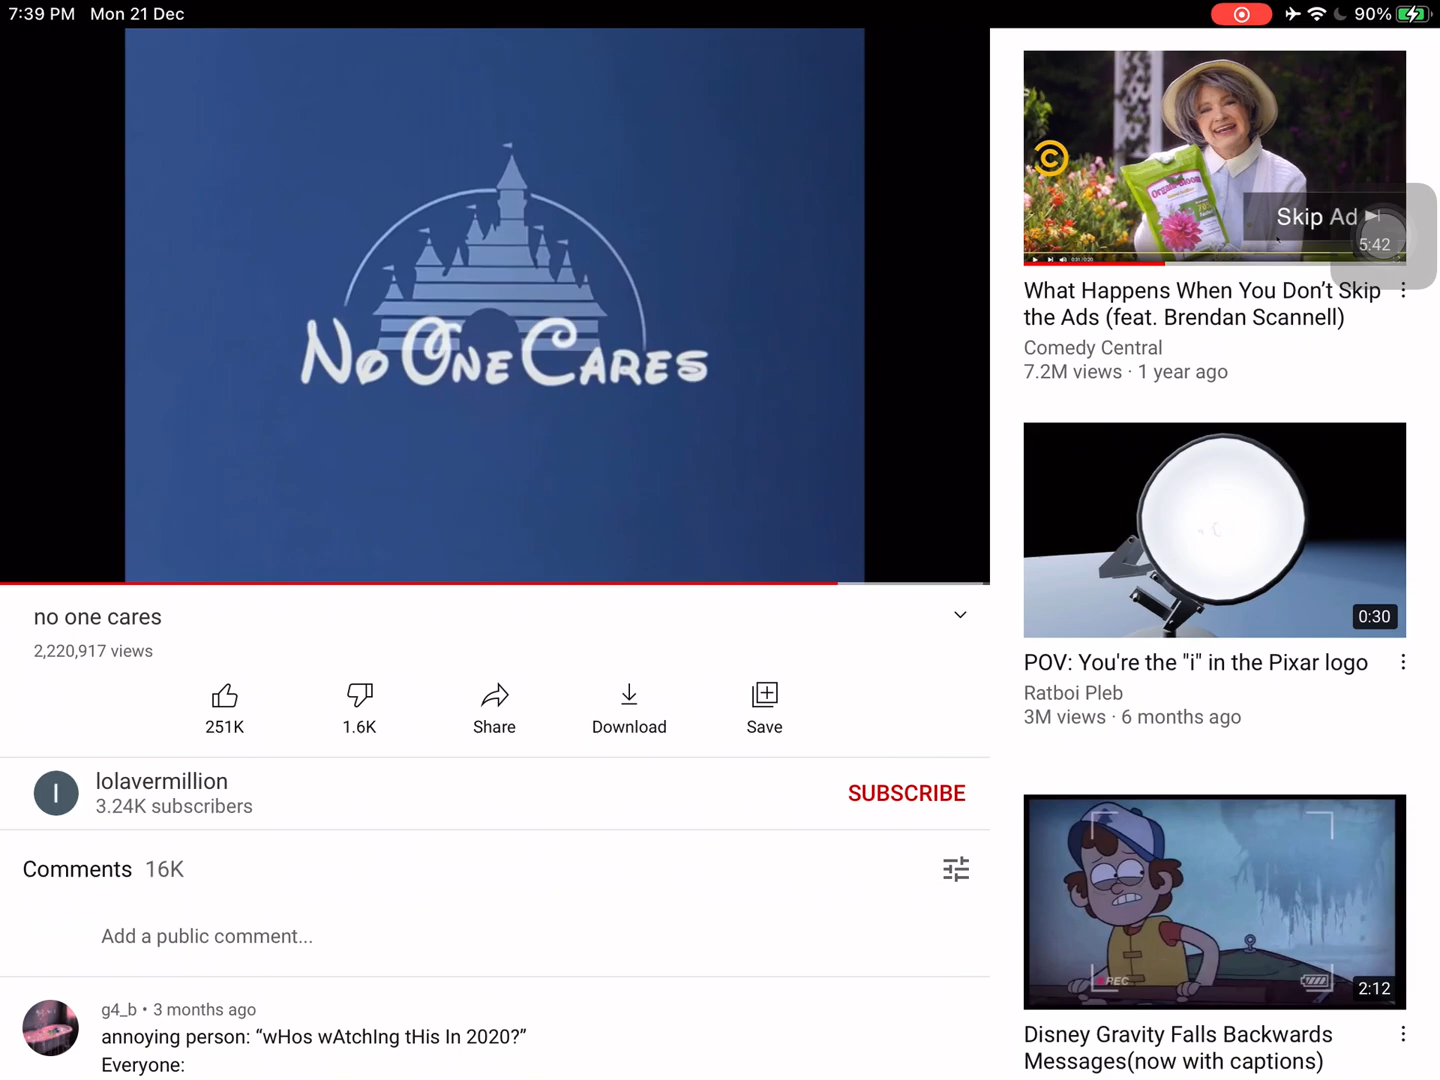 7:39 PM Mon 21 Dec
90%
No One Cares
no one cares
2,220,917 views
251K
1.6K
Share
Download
Save
l
lolavermillion
3.24K subscribers
SUBSCRIBE
Comments 16K
Add a public comment...
g4_b • 3 months ago
annoying person: “wHos wAtchIng tHis In 2020?”
Everyone:
Skip Ad
5:42
What Happens When You Don’t Skip
the Ads (feat. Brendan Scannell)
Comedy Central
7.2M views · 1 year ago
0:30
POV: You're the "i" in the Pixar logo
Ratboi Pleb
3M views · 6 months ago
REC
2:12
Disney Gravity Falls Backwards
Messages(now with captions)